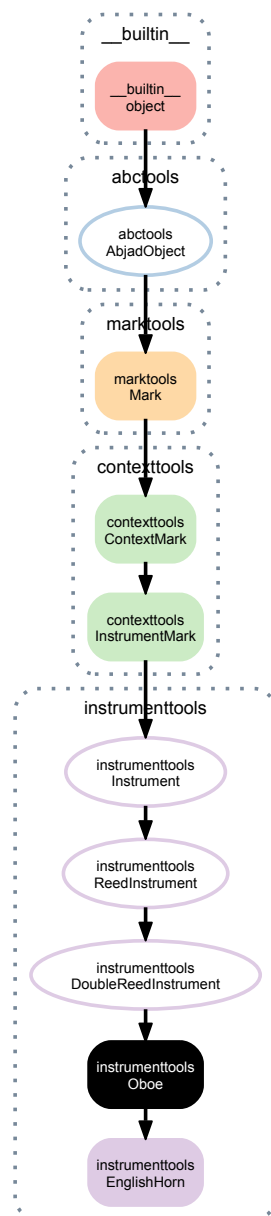 __builtin__
__builtin__
object
abctools
abctools
AbjadObject
marktools
marktools
Mark
contexttools
contexttools
ContextMark
contexttools
InstrumentMark
instrumenttools
instrumenttools
Instrument
instrumenttools
ReedInstrument
instrumenttools
DoubleReedInstrument
instrumenttools
Oboe
instrumenttools
EnglishHorn